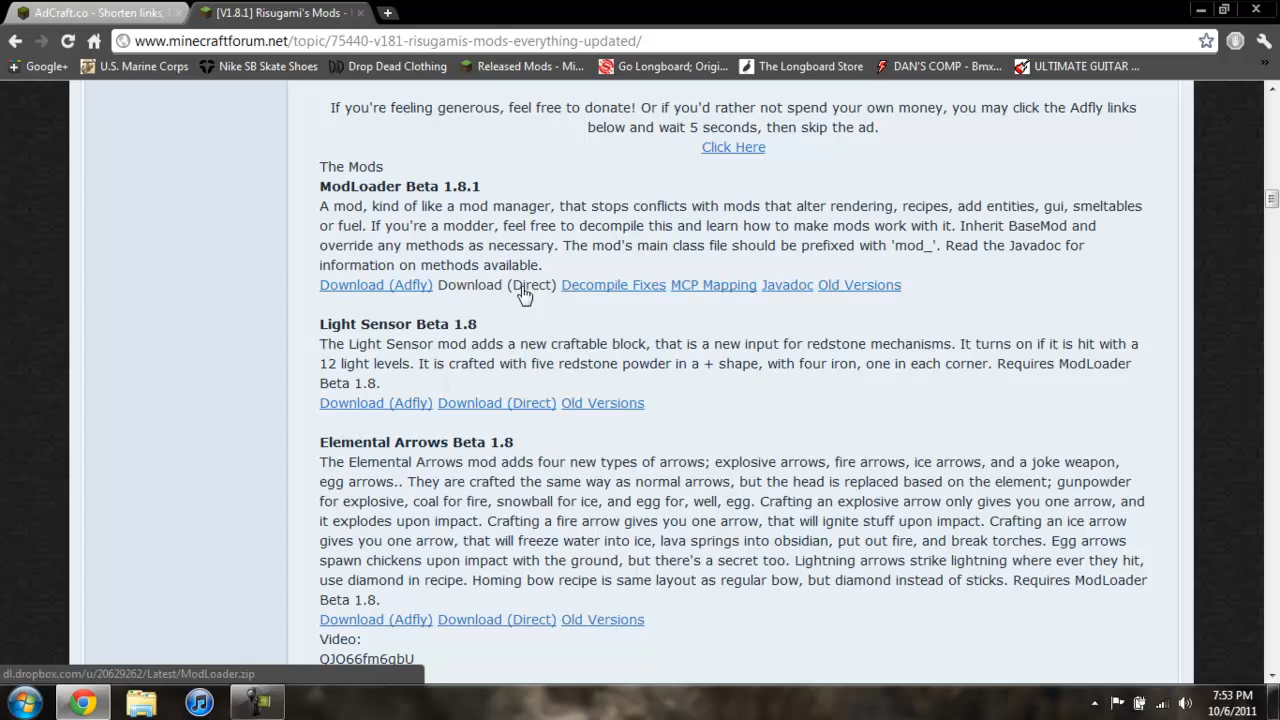 AdCraft.co - Shorten links,
[V1.8.1] Risugami's Mods -
www.minecraftforum.net/topic/75440-v181-risugamis-mods-everything-updated/
Google+ U.S. Marine Corps Nike SB Skate Shoes Drop Dead Clothing Released Mods - Mi... Go Longboard; Origi... The Longboard Store DAN'S COMP - Bmx... ULTIMATE GUITAR ...
If you're feeling generous, feel free to donate! Or if you'd rather not spend your own money, you may click the Adfly links
below and wait 5 seconds, then skip the ad.
Click Here
The Mods
ModLoader Beta 1.8.1
A mod, kind of like a mod manager, that stops conflicts with mods that alter rendering, recipes, add entities, gui, smeltables
or fuel. If you're a modder, feel free to decompile this and learn how to make mods work with it. Inherit BaseMod and
override any methods as necessary. The mod's main class file should be prefixed with 'mod_'. Read the Javadoc for
information on methods available.
Download (Adfly) Download (Direct) Decompile Fixes MCP Mapping Javadoc Old Versions
Light Sensor Beta 1.8
The Light Sensor mod adds a new craftable block, that is a new input for redstone mechanisms. It turns on if it is hit with a
12 light levels. It is crafted with five redstone powder in a + shape, with four iron, one in each corner. Requires ModLoader
Beta 1.8.
Download (Adfly) Download (Direct) Old Versions
Elemental Arrows Beta 1.8
The Elemental Arrows mod adds four new types of arrows; explosive arrows, fire arrows, ice arrows, and a joke weapon,
egg arrows.. They are crafted the same way as normal arrows, but the head is replaced based on the element; gunpowder
for explosive, coal for fire, snowball for ice, and egg for, well, egg. Crafting an explosive arrow only gives you one arrow, and
it explodes upon impact. Crafting a fire arrow gives you one arrow, that will ignite stuff upon impact. Crafting an ice arrow
gives you one arrow, that will freeze water into ice, lava springs into obsidian, put out fire, and break torches. Egg arrows
spawn chickens upon impact with the ground, but there's a secret too. Lightning arrows strike lightning where ever they hit,
use diamond in recipe. Homing bow recipe is same layout as regular bow, but diamond instead of sticks. Requires ModLoader
Beta 1.8.
Download (Adfly) Download (Direct) Old Versions
Video:
QJO66fm6qbU
dl.dropbox.com/u/20629262/Latest/ModLoader.zip
7:53 PM
10/6/2011